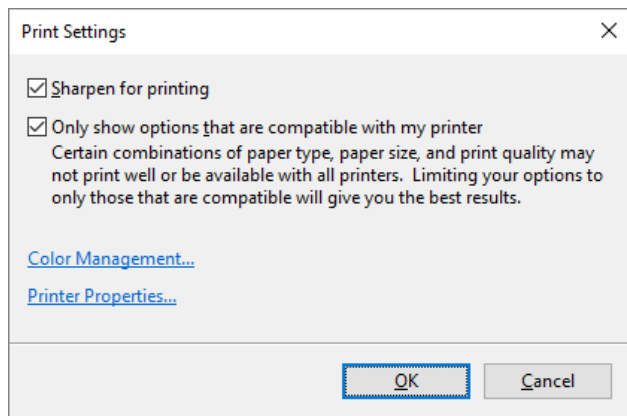 Print Settings
Sharpen for printing
Only show options that are compatible with my printer
Certain combinations of paper type, paper size, and print quality may
not print well or be available with all printers.  Limiting your options to
only those that are compatible will give you the best results.
Color Management...
Printer Properties...
OK
Cancel